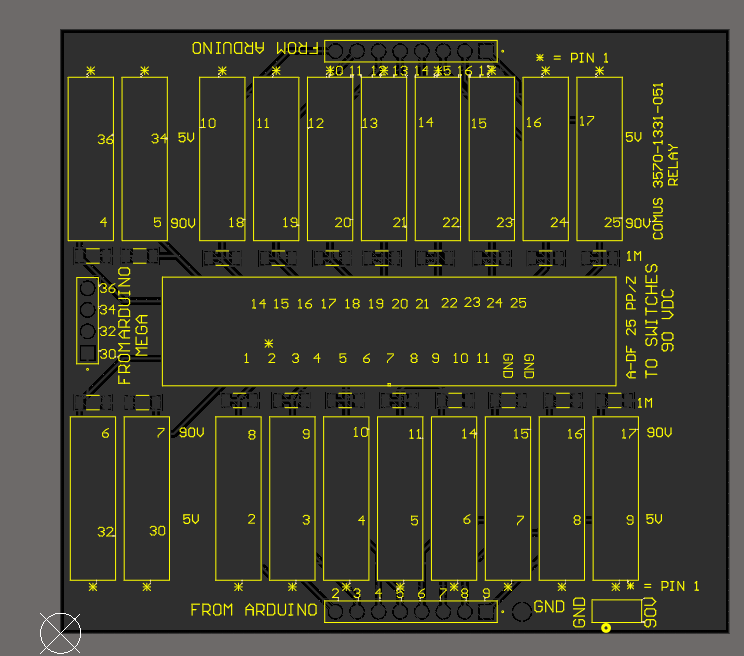 FROM ARDUINO
* = PIN 1
10 11 12 13 14 15 16 17
36 34 5V 10 11 12 13 14 15 16 17 5V
4 5 90V 18 19 20 21 22 23 24 25 90V
COMUS 3570-1331-051
RELAY
1M
36
34
32
30
FROMARDUINO
MEGA
14 15 16 17 18 19 20 21 22 23 24 25
*
1 2 3 4 5 6 7 8 9 10 11 GND GND
A-DF 25 PP/Z
TO SWITCHES
90 VDC
1M
6 7 90V 8 9 10 11 14 15 16 17 90V
32 30 5V 2 3 4 5 6 7 8 9 5V
* = PIN 1
2 3 4 5 6 7 8 9
FROM ARDUINO
GND
GND 90V